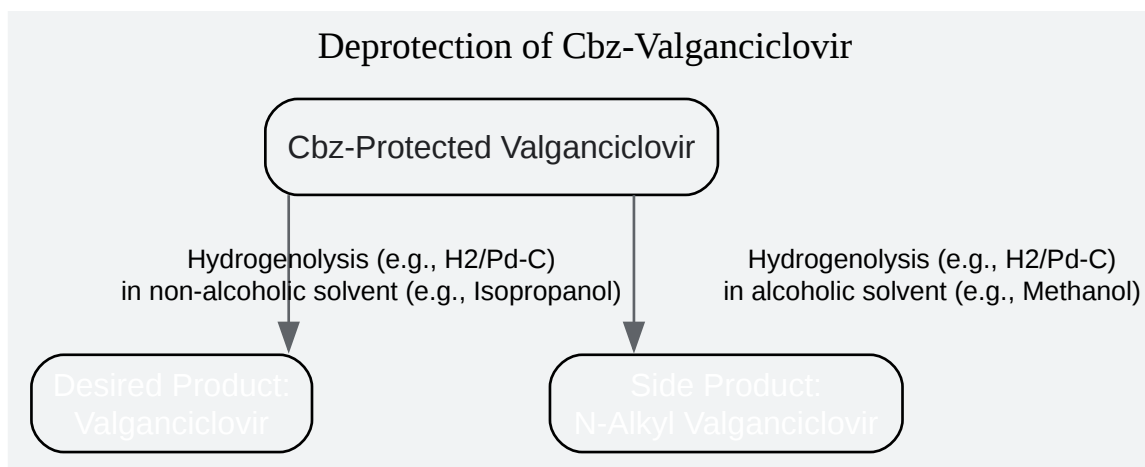 Deprotection of Cbz-Valganciclovir
Cbz-Protected Valganciclovir
Hydrogenolysis (e.g., H2/Pd-C)
in non-alcoholic solvent (e.g., Isopropanol)
Hydrogenolysis (e.g., H2/Pd-C)
in alcoholic solvent (e.g., Methanol)
Desired Product:
Valganciclovir
Side Product:
N-Alkyl Valganciclovir